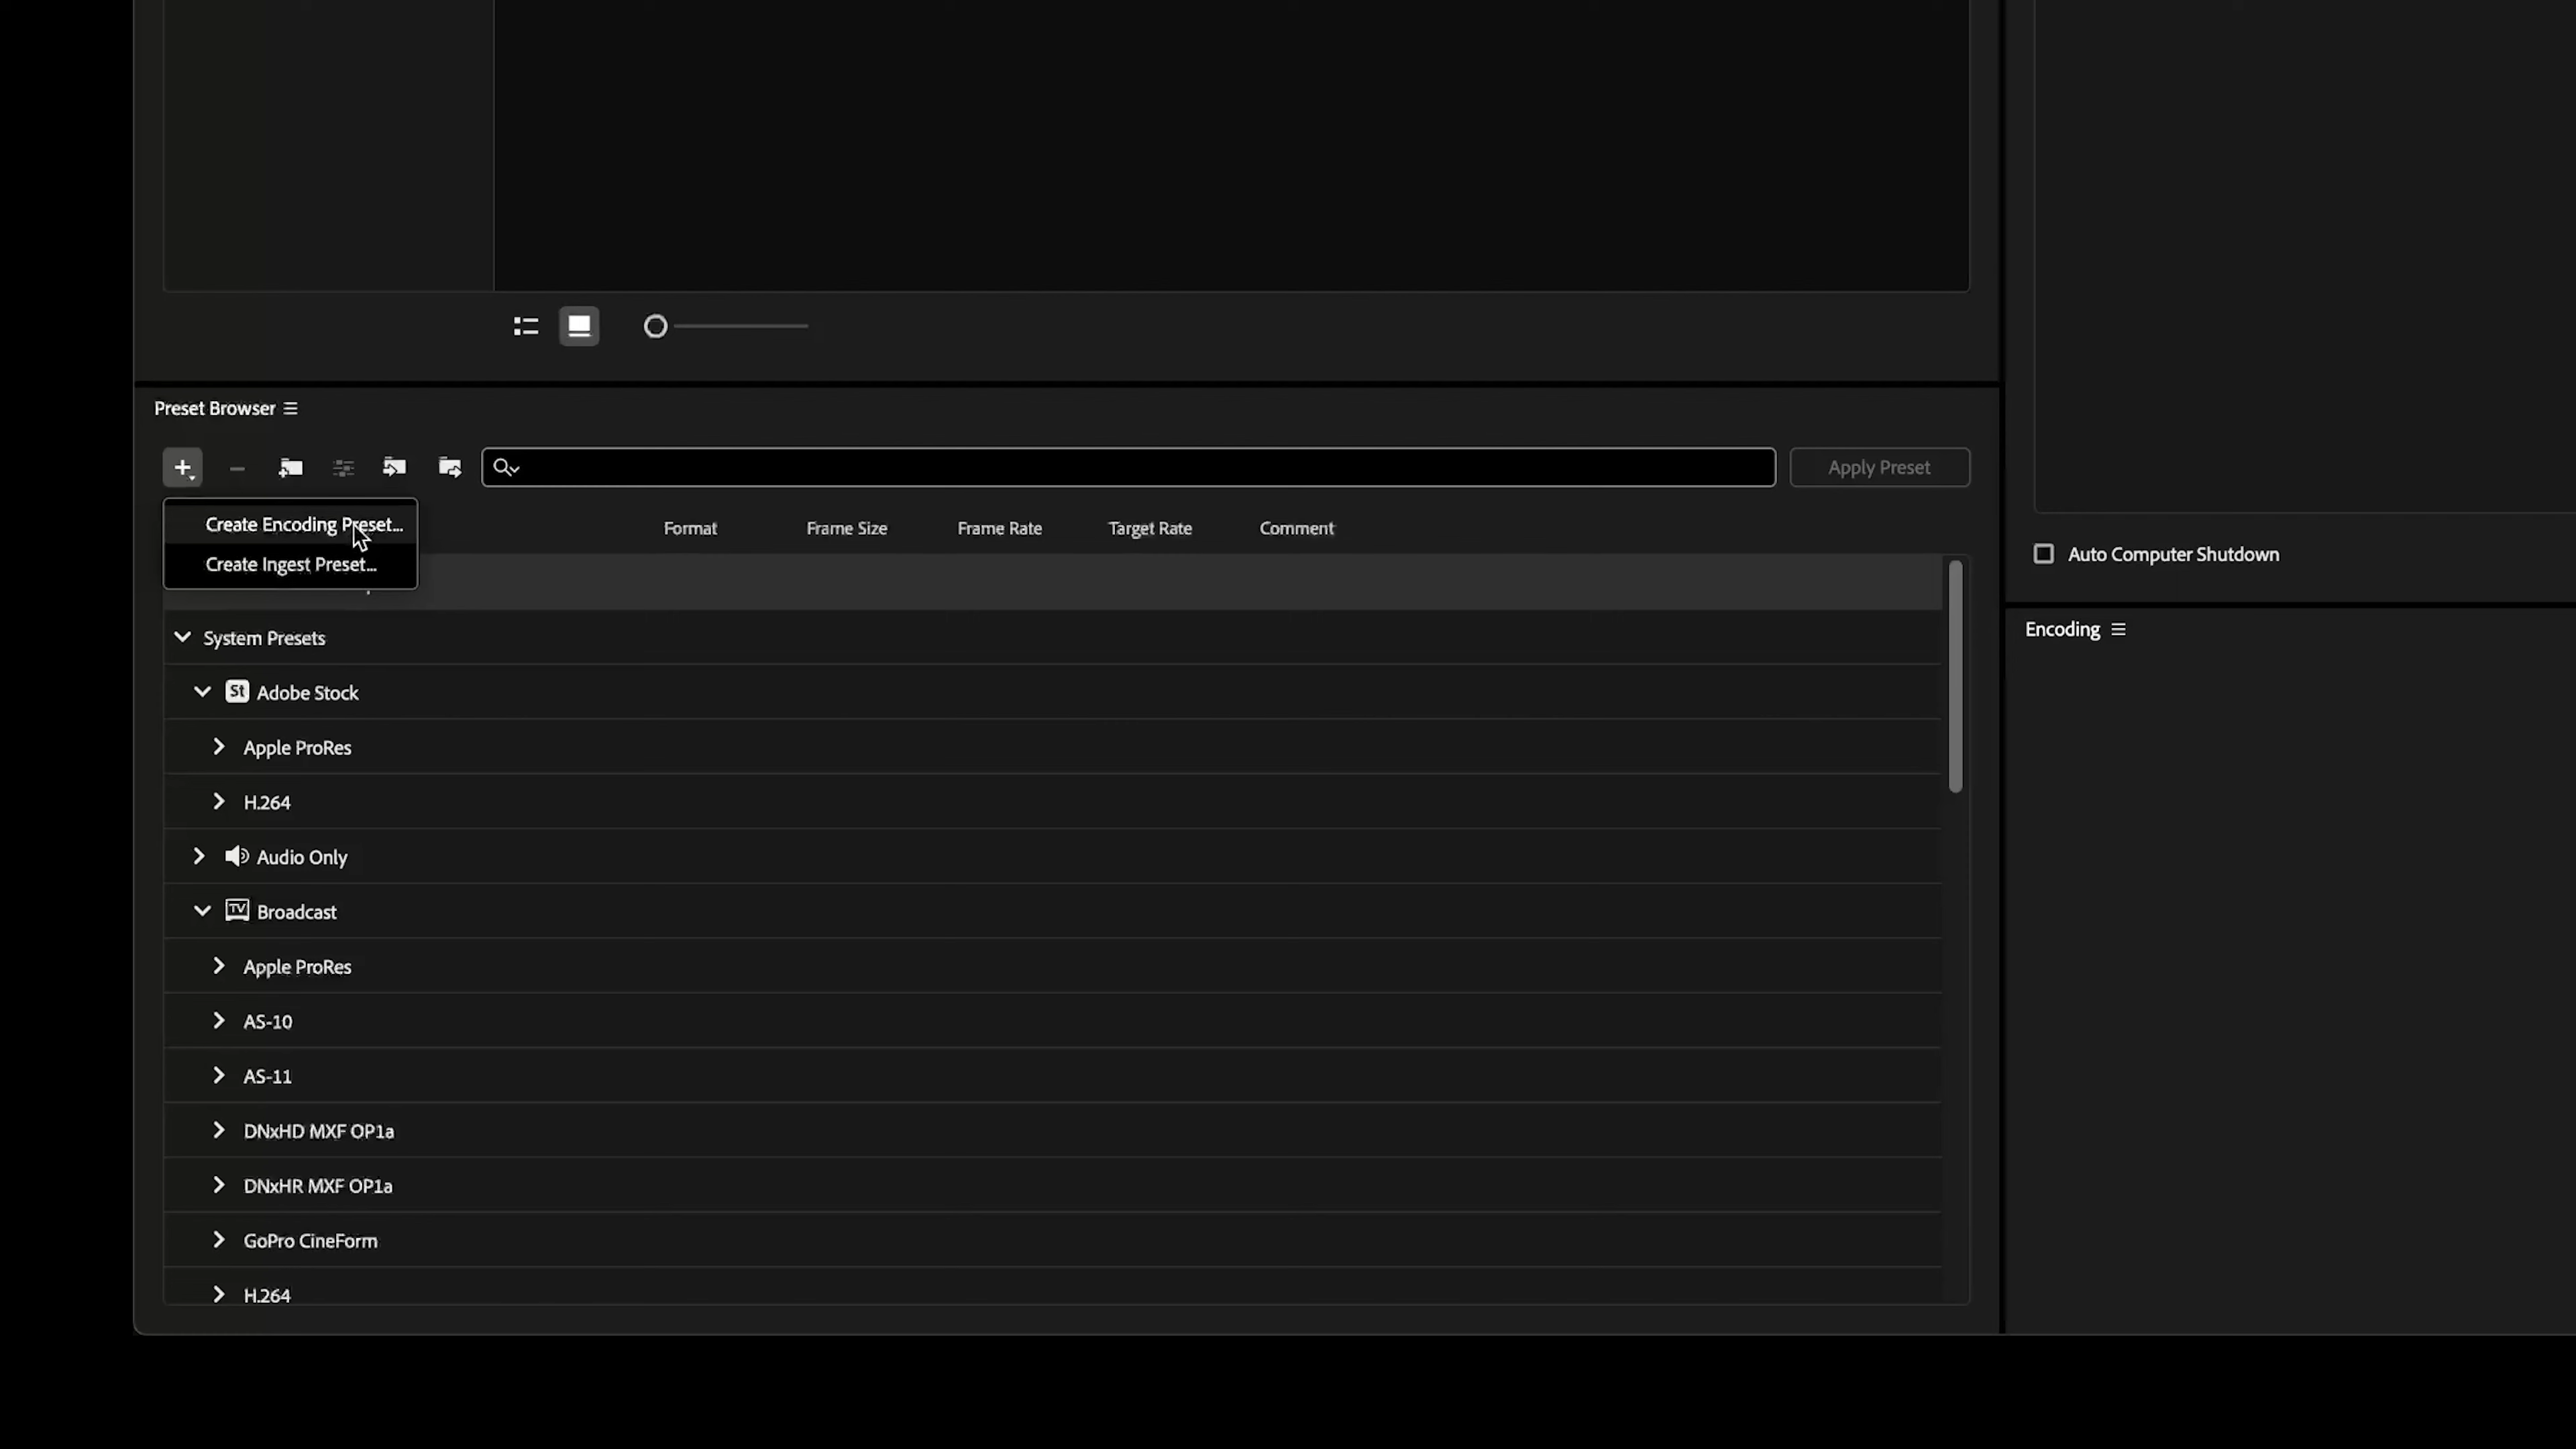 Preset Browser
Apply Preset
Create Encoding Preset...
Create Ingest Preset...
Format
Frame Size
Frame Rate
Target Rate
Comment
Auto Computer Shutdown
System Presets
Encoding
St Adobe Stock
Apple ProRes
H.264
Audio Only
TV Broadcast
Apple ProRes
AS-10
AS-11
DNxHD MXF OP1a
DNxHR MXF OP1a
GoPro CineForm
H.264